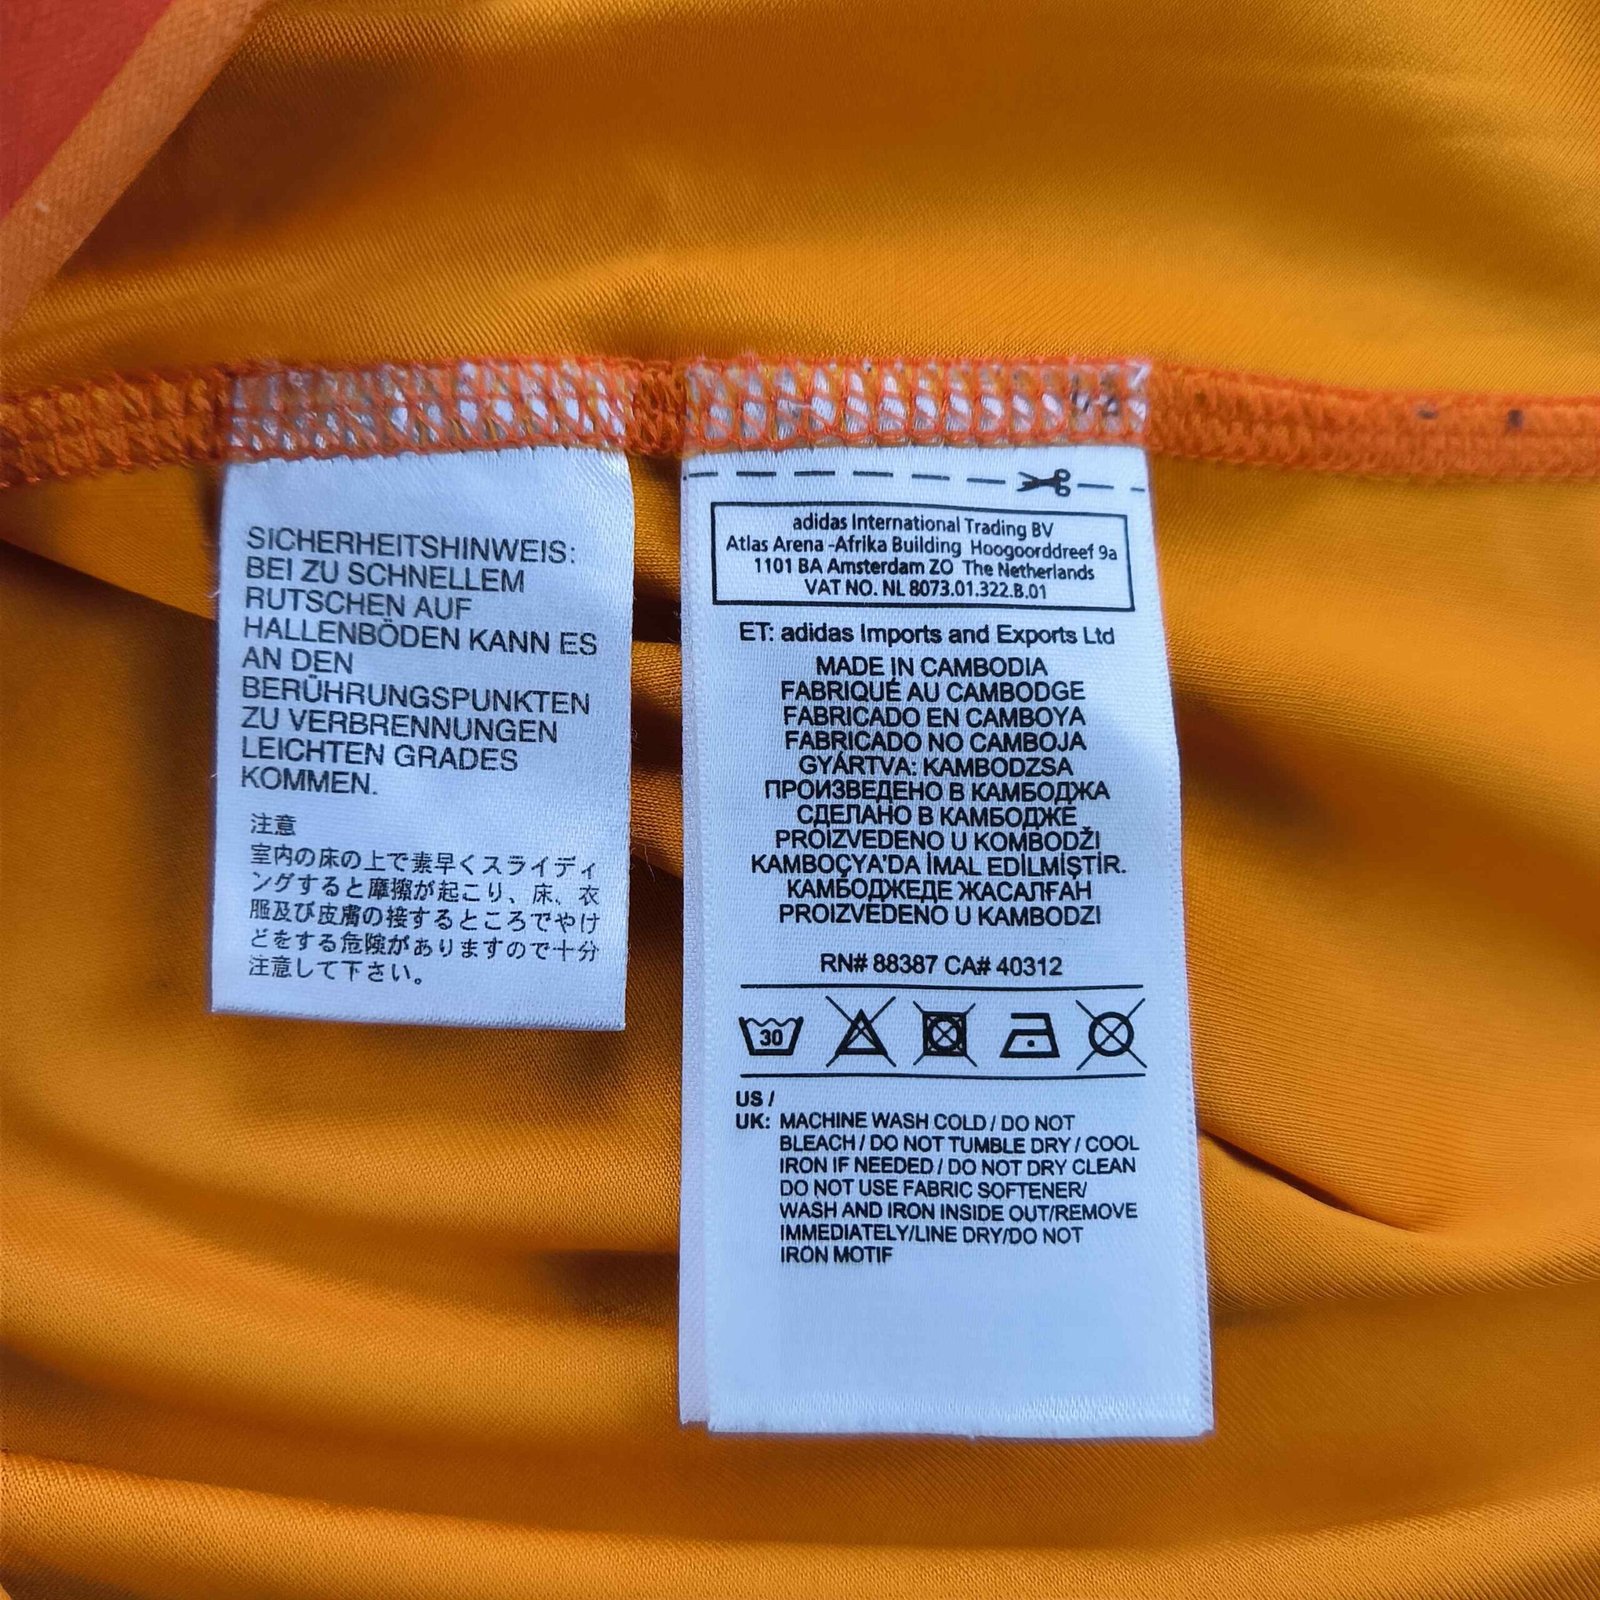 SICHERHEITSHINWEIS:
BEI ZU SCHNELLEM
RUTSCHEN AUF
HALLENBÖDEN KANN ES
AN DEN
BERÜHRUNGSPUNKTEN
ZU VERBRENNUNGEN
LEICHTEN GRADES
KOMMEN.
注意
室内の床の上で素早くスライディ
ングすると摩擦が起こり、床、衣
服及び皮膚の接するところでやけ
どをする危険がありますので十分
注意して下さい。
adidas International Trading BV
Atlas Arena -Afrika Building Hoogoorddreef 9a
1101 BA Amsterdam ZO The Netherlands
VAT NO. NL 8073.01.322.B.01
ET: adidas Imports and Exports Ltd
MADE IN CAMBODIA
FABRIQUÉ AU CAMBODGE
FABRICADO EN CAMBOYA
FABRICADO NO CAMBOJA
GYÁRTVA: KAMBODZSA
ПРОИЗВЕДЕНО В КАМБОДЖА
СДЕЛАНО В КАМБОДЖЕ
PROIZVEDENO U KOMBODŽI
KAMBOÇYA'DA İMAL EDİLMİŞTİR.
КАМБОДЖЕДЕ ЖАСАЛҒАН
PROIZVEDENO U KAMBODZI
RN# 88387 CA# 40312
30
US /
UK: MACHINE WASH COLD / DO NOT
BLEACH / DO NOT TUMBLE DRY / COOL
IRON IF NEEDED / DO NOT DRY CLEAN
DO NOT USE FABRIC SOFTENER/
WASH AND IRON INSIDE OUT/REMOVE
IMMEDIATELY/LINE DRY/DO NOT
IRON MOTIF